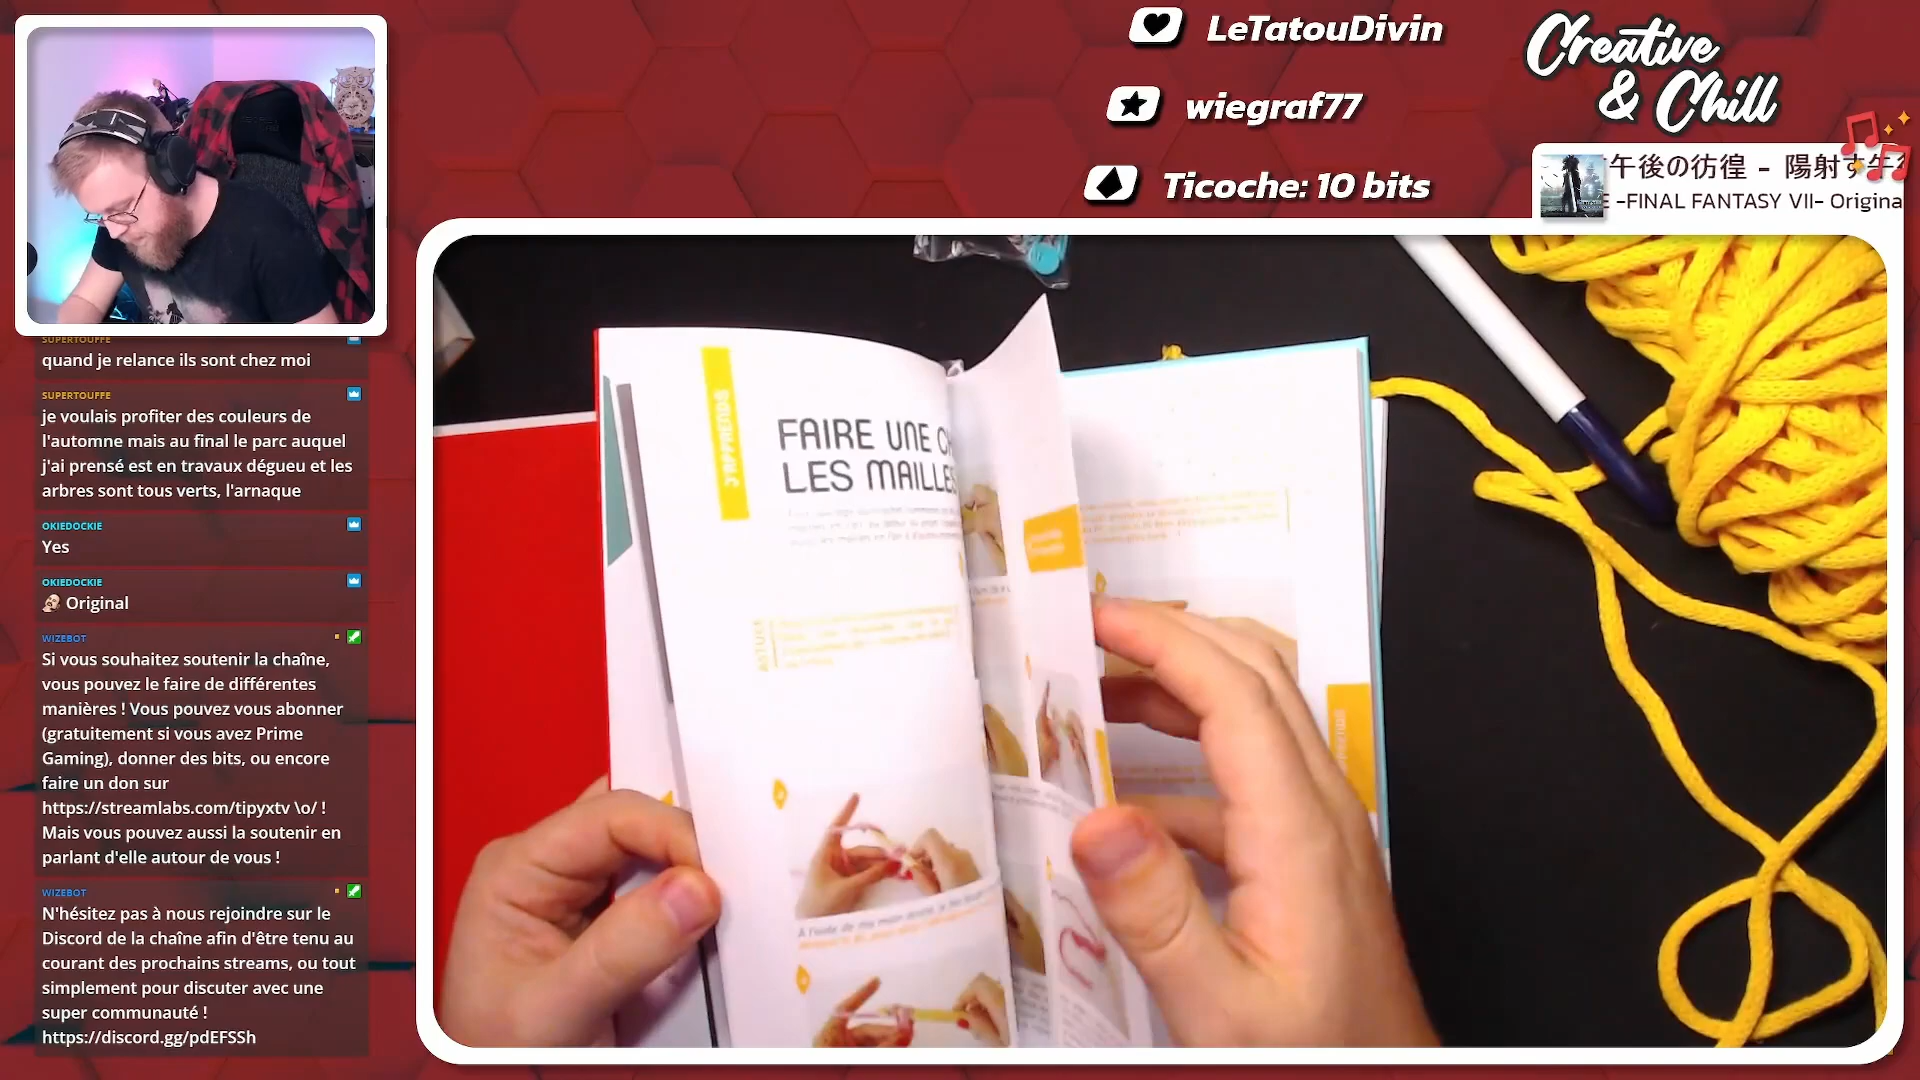 LeTatouDivin
wiegraf77
Ticoche: 10 bits
Creative
& Chill
午後の彷徨 - 陽射す午後
-FINAL FANTASY VII- Origina
SUPERTOUFFE
quand je relance ils sont chez moi
SUPERTOUFFE
je voulais profiter des couleurs de
l'automne mais au final le parc auquel
j'ai prensé est en travaux dégueu et les
arbres sont tous verts, l'arnaque
OKIEDOCKIE
Yes
OKIEDOCKIE
Original
WIZEBOT
Si vous souhaitez soutenir la chaîne,
vous pouvez le faire de différentes
manières ! Vous pouvez vous abonner
(gratuitement si vous avez Prime
Gaming), donner des bits, ou encore
faire un don sur
https://streamlabs.com/tipyxtv \o/ !
Mais vous pouvez aussi la soutenir en
parlant d'elle autour de vous !
WIZEBOT
N'hésitez pas à nous rejoindre sur le
Discord de la chaîne afin d'être tenu au
courant des prochains streams, ou tout
simplement pour discuter avec une
super communauté !
https://discord.gg/pdEFSSh
J'APPRENDS
FAIRE UNE
LES MAILLES
ASTUCE